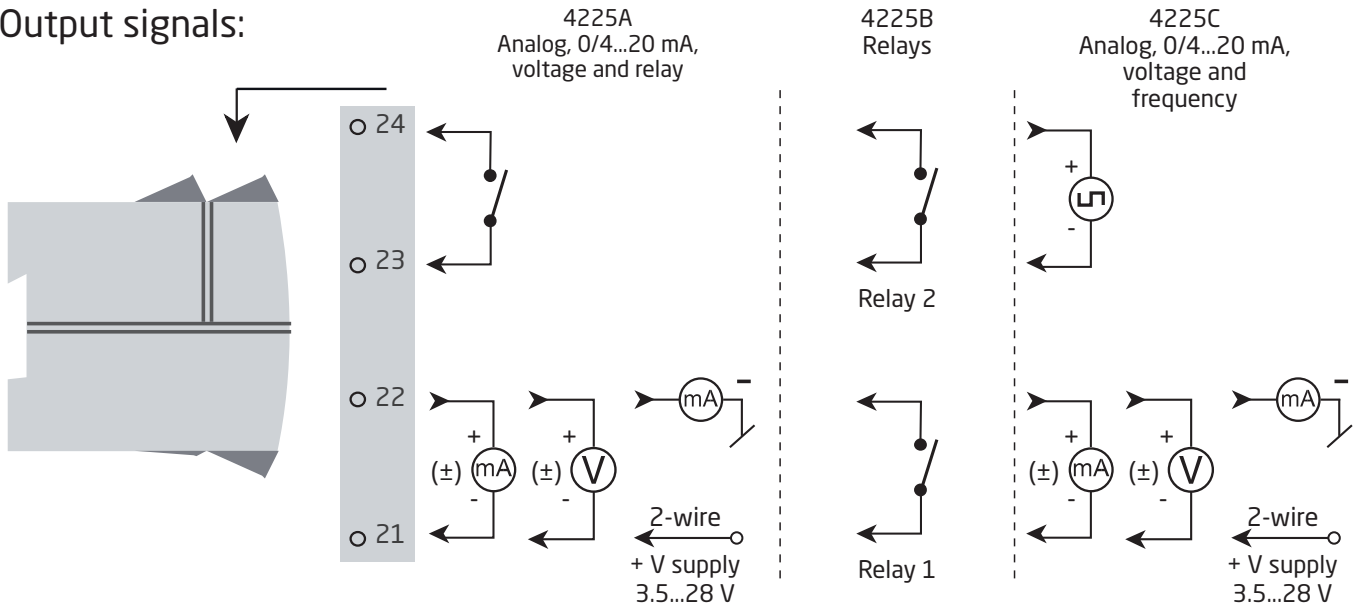 Output signals:
4225A
Analog, 0/4...20 mA,
voltage and relay
4225B
Relays
4225C
Analog, 0/4...20 mA,
voltage and
frequency
24
23
22
21
+
(±) mA
-
+
(±) V
-
mA
-
2-wire
+ V supply
3.5...28 V
Relay 2
Relay 1
+
-
+
(±) mA
-
+
(±) V
-
mA
-
2-wire
+ V supply
3.5...28 V